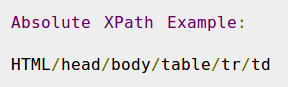 Absolute XPath Example:
HTML/head/body/table/tr/td